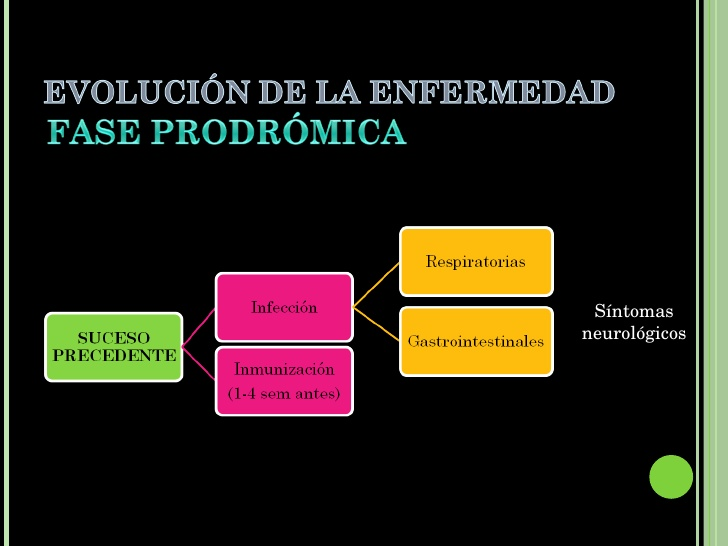 EVOLUCIÓN DE LA ENFERMEDAD
FASE PRODRÓMICA
SUCESO
PRECEDENTE
Infección
Inmunización
(1-4 sem antes)
Respiratorias
Gastrointestinales
Síntomas
neurológicos